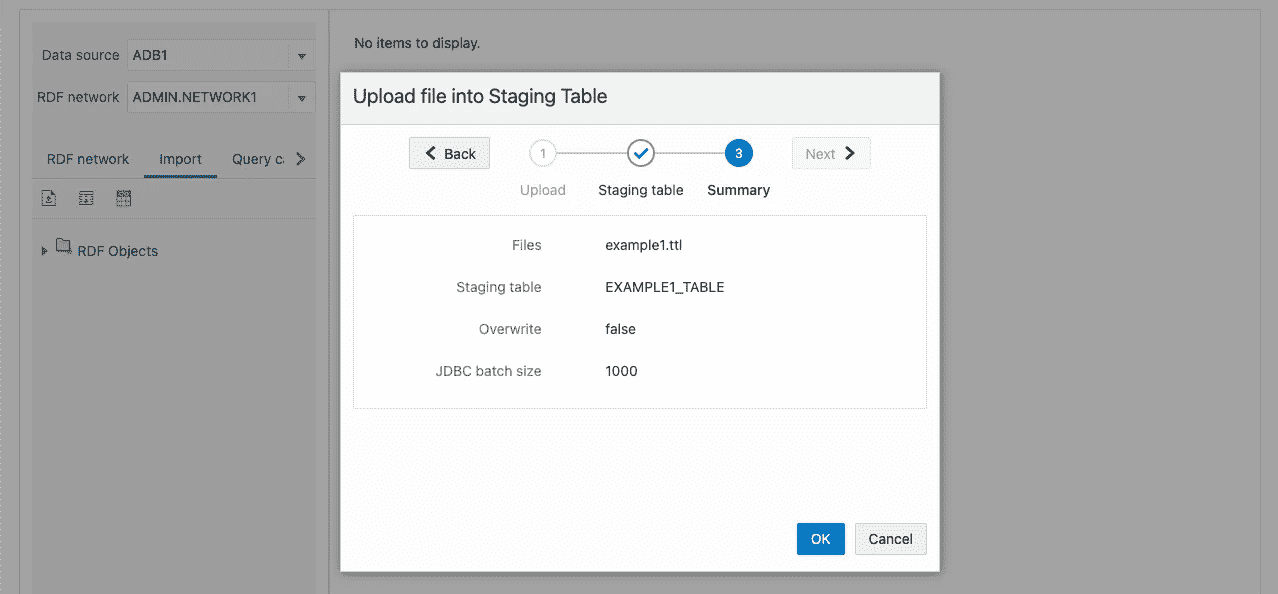 Data source ADB1
No items to display.
RDF network ADMIN.NETWORK1
RDF network Import Query c
Upload file into Staging Table
Back 1 3 Next
Upload Staging table Summary
RDF Objects
Files example1.ttl
Staging table EXAMPLE1_TABLE
Overwrite false
JDBC batch size 1000
OK Cancel